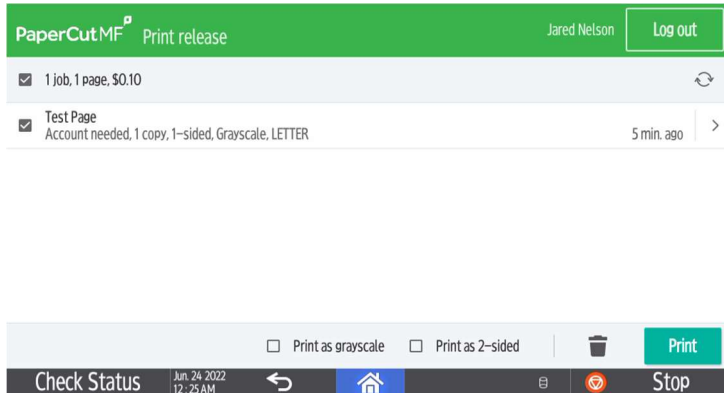 PaperCut MF Print release Jared Nelson Log out
1 job, 1 page, $0.10
Test Page
Account needed, 1 copy, 1-sided, Grayscale, LETTER 5 min. ago
Print as grayscale Print as 2-sided Print
Check Status Jun. 24 2022 Stop
12:25 AM